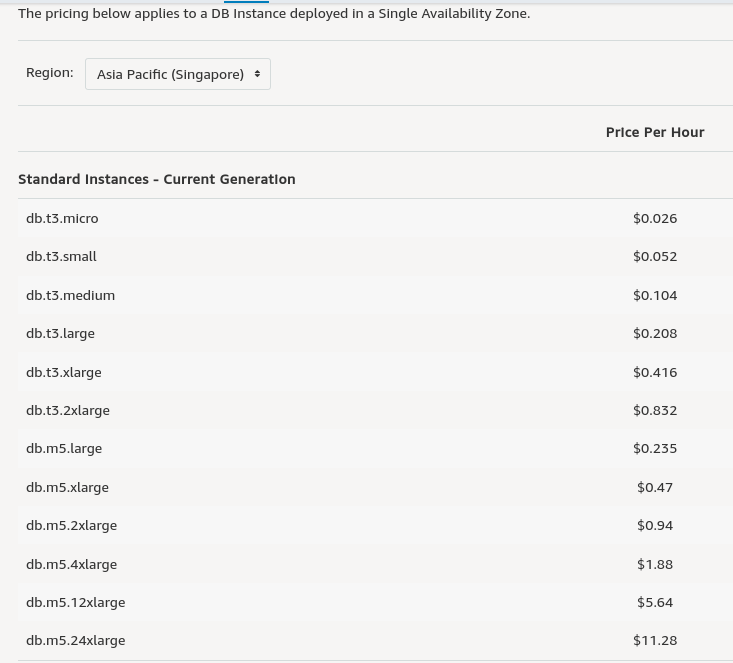 The pricing below applies to a DB Instance deployed in a Single Availability Zone.
Region: Asia Pacific (Singapore)
Price Per Hour
Standard Instances - Current Generation
db.t3.micro $0.026
db.t3.small $0.052
db.t3.medium $0.104
db.t3.large $0.208
db.t3.xlarge $0.416
db.t3.2xlarge $0.832
db.m5.large $0.235
db.m5.xlarge $0.47
db.m5.2xlarge $0.94
db.m5.4xlarge $1.88
db.m5.12xlarge $5.64
db.m5.24xlarge $11.28